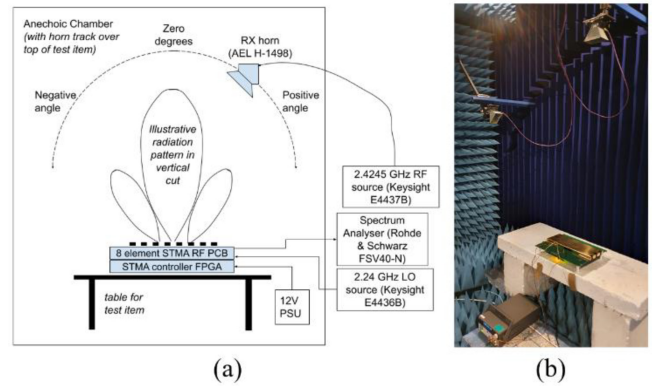 Anechoic Chamber
(with horn track over
top of test item)
Zero
degrees
RX horn
(AEL H-1498)
Negative
angle
Positive
angle
Illustrative
radiation
pattern in
vertical
cut
2.4245 GHz RF
source (Keysight
E4437B)
Spectrum
Analyser (Rohde
& Schwarz
FSV40-N)
8 element STMA RF PCB
STMA controller FPGA
2.24 GHz LO
source (Keysight
E4436B)
table for
test item
12V
PSU
(a)
(b)